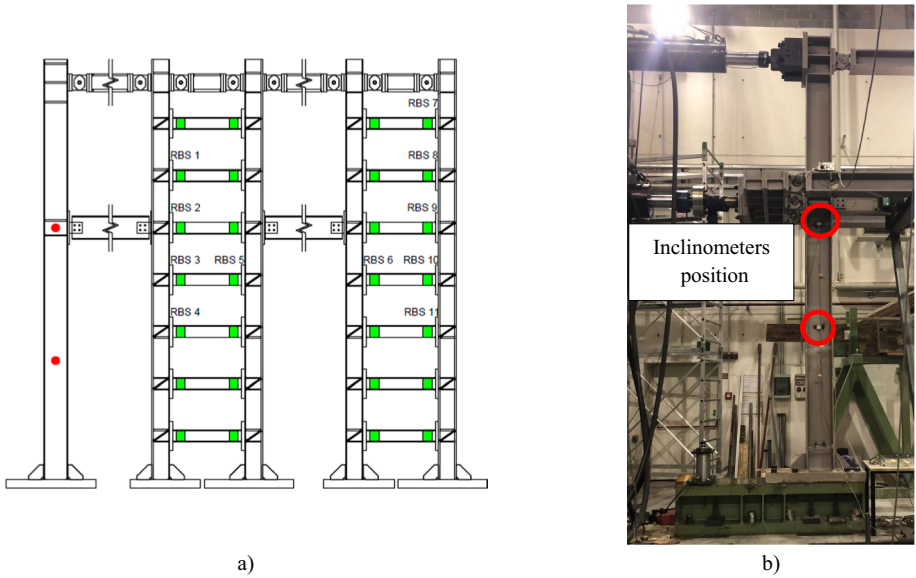 RBS 7
RBS 1
RBS 8
RBS 2
RBS 9
RBS 3
RBS 5
RBS 6
RBS 10
RBS 4
RBS 11
Inclinometers
position
a)
b)